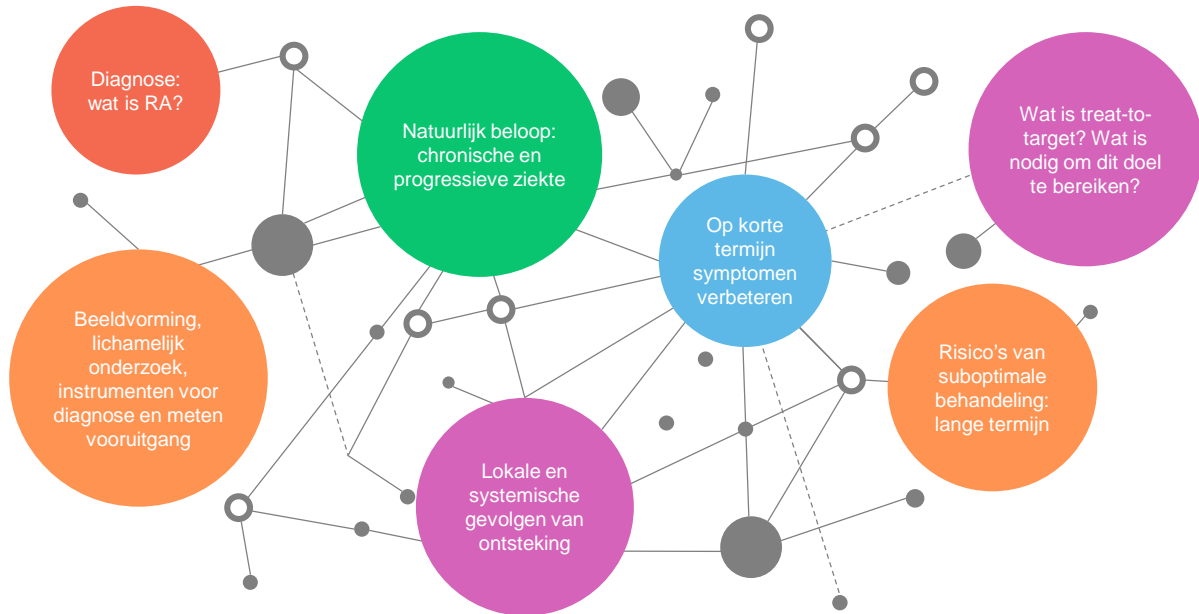 Diagnose:
wat is RA?
Natuurlijk beloop:
chronische en
progressieve ziekte
Wat is treat-to-
target? Wat is
nodig om dit doel
te bereiken?
Op korte
termijn
symptomen
verbeteren
Beeldvorming,
lichamelijk
onderzoek,
instrumenten voor
diagnose en meten
vooruitgang
Risico's van
suboptimale
behandeling:
lange termijn
Lokale en
systemische
gevolgen van
ontsteking